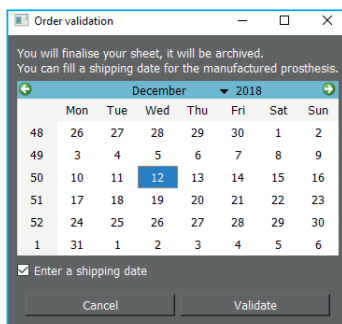 Order validation
You will finalise your sheet, it will be archived.
You can fill a shipping date for the manufactured prosthesis.
December 2018
Mon Tue Wed Thu Fri Sat Sun
48 26 27 28 29 30 1 2
49 3 4 5 6 7 8 9
50 10 11 12 13 14 15 16
51 17 18 19 20 21 22 23
52 24 25 26 27 28 29 30
1 31 1 2 3 4 5 6
Enter a shipping date
Cancel Validate